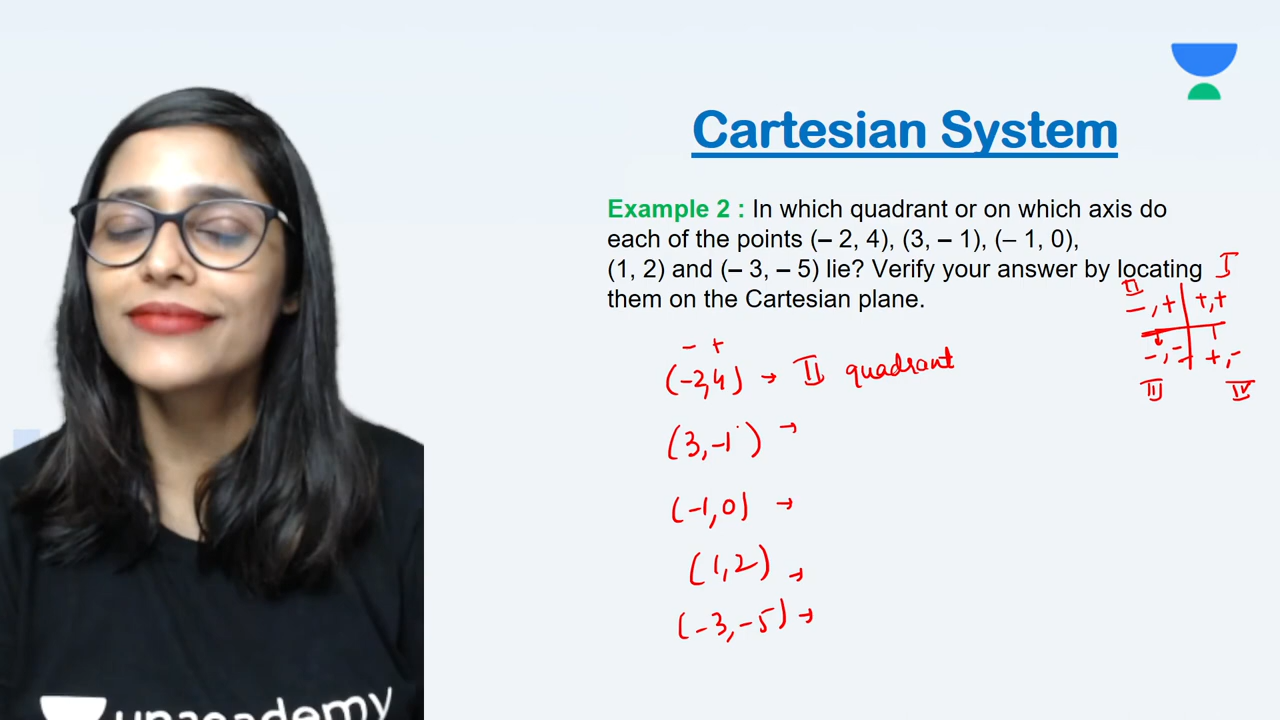 Cartesian System
Example 2 : In which quadrant or on which axis do
each of the points (– 2, 4), (3, – 1), (– 1, 0),
(1, 2) and (– 3, – 5) lie? Verify your answer by locating
them on the Cartesian plane.
II I
-,+ +,+
-,- +,-
III IV
- +
(-2,4) → II quadrant
(3,-1) →
(-1,0) →
(1,2) →
(-3,-5) →
unacademy